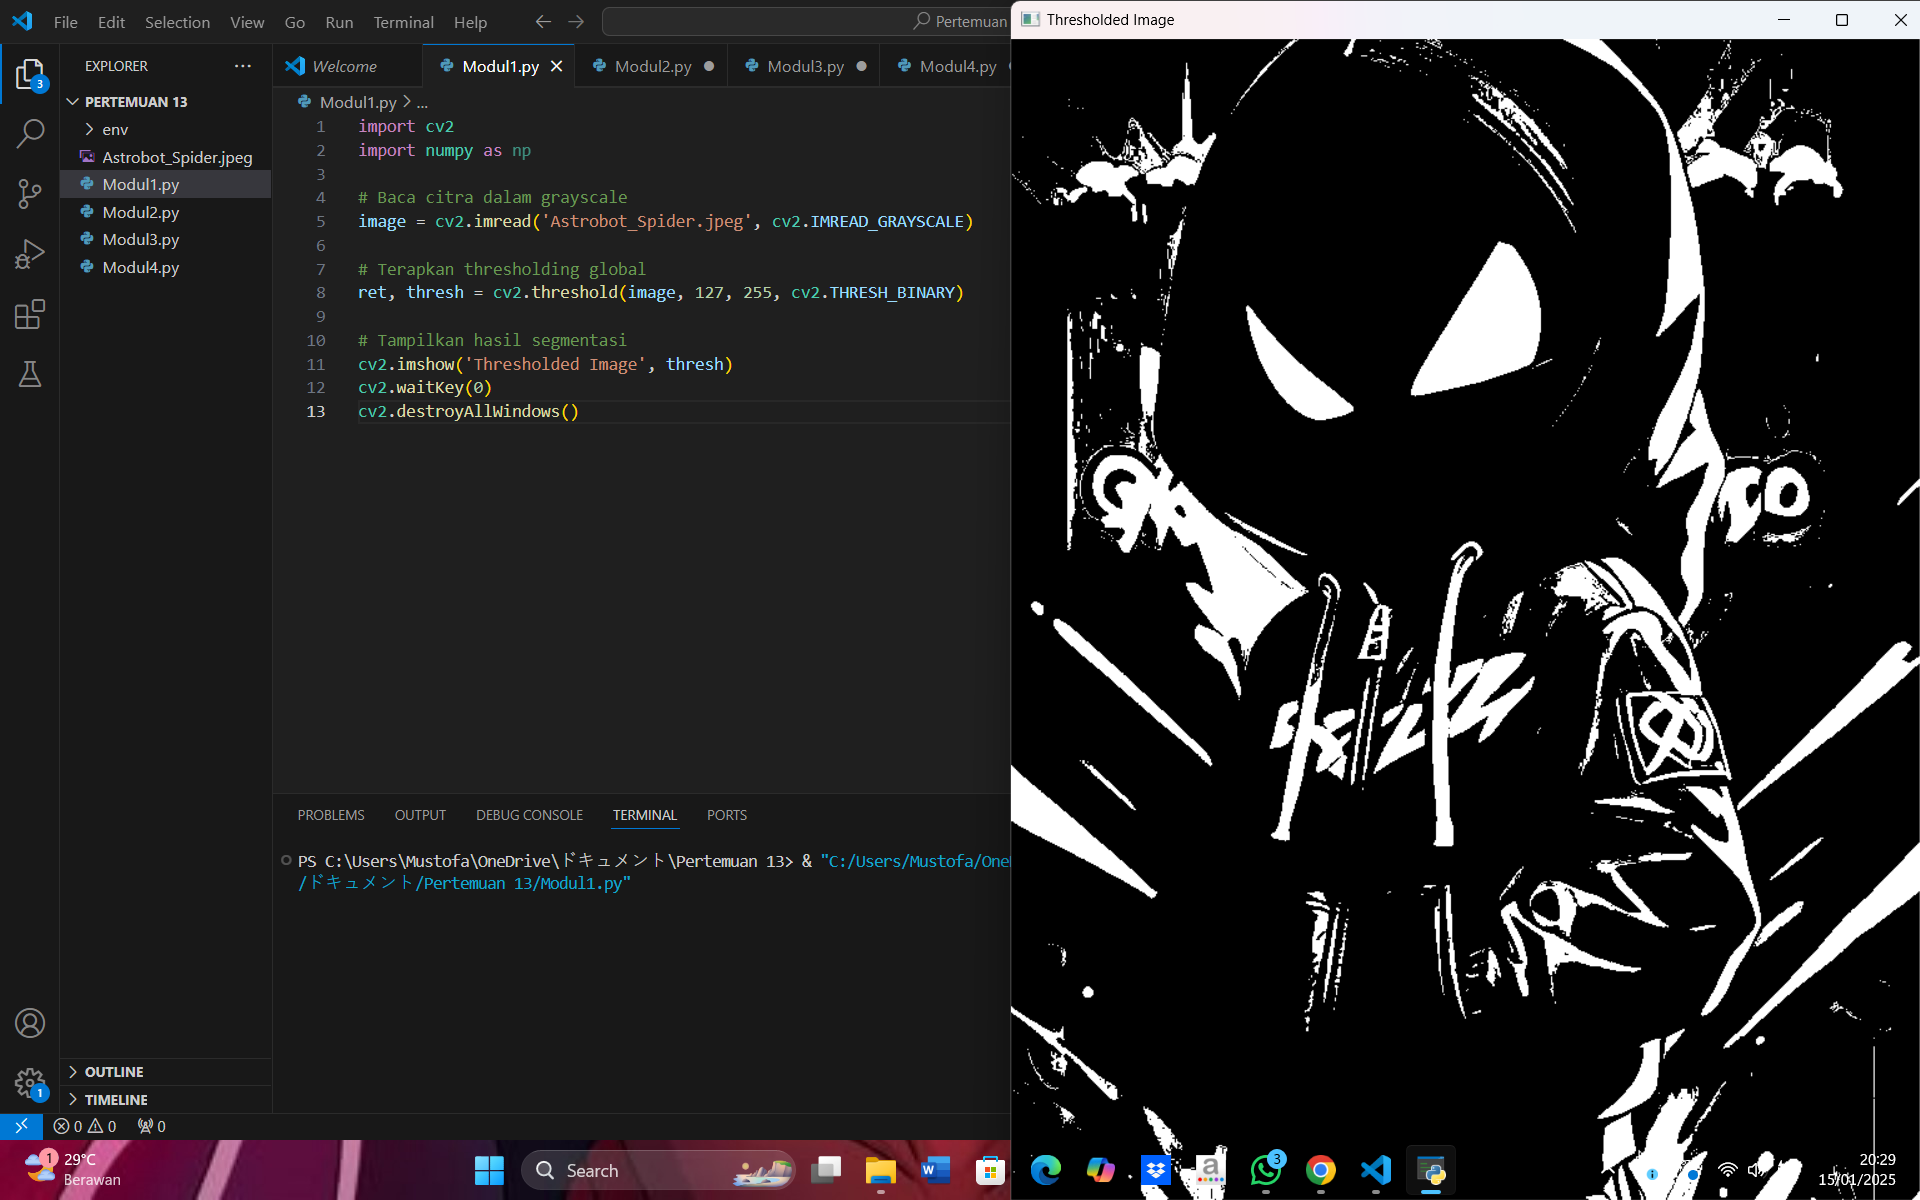 File Edit Selection View Go Run Terminal Help
Pertemuan
Thresholded Image
EXPLORER
Welcome
Modul1.py
Modul2.py
Modul3.py
Modul4.py
3
PERTEMUAN 13
env
Astrobot_Spider.jpeg
Modul1.py
Modul2.py
Modul3.py
Modul4.py
Modul1.py > ...
1 import cv2
2 import numpy as np
3
4 # Baca citra dalam grayscale
5 image = cv2.imread('Astrobot_Spider.jpeg', cv2.IMREAD_GRAYSCALE)
6
7 # Terapkan thresholding global
8 ret, thresh = cv2.threshold(image, 127, 255, cv2.THRESH_BINARY)
9
10 # Tampilkan hasil segmentasi
11 cv2.imshow('Thresholded Image', thresh)
12 cv2.waitKey(0)
13 cv2.destroyAllWindows()
PROBLEMS OUTPUT DEBUG CONSOLE TERMINAL PORTS
PS C:\Users\Mustofa\OneDrive\ドキュメント\Pertemuan 13> & "C:/Users/Mustofa/One
/ドキュメント/Pertemuan 13/Modul1.py"
OUTLINE
1
TIMELINE
0 0 0
1
29°C
Berawan
Search
3
20:29
15/01/2025